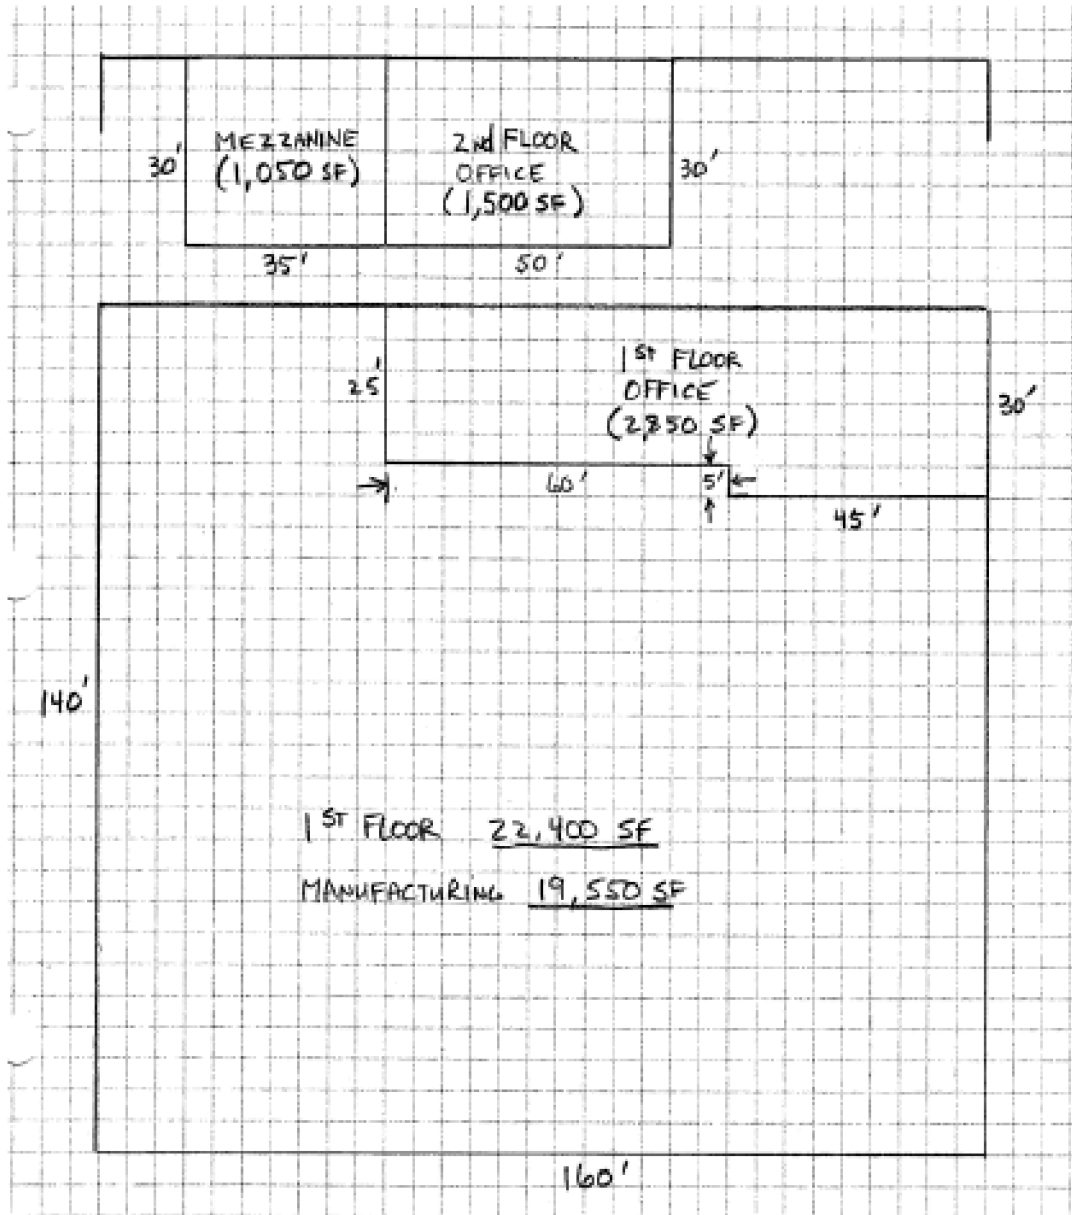 30'
MEZZANINE
(1,050 SF)
2nd FLOOR
OFFICE
(1,500 SF)
30'
35'
50'
25'
1ST FLOOR
OFFICE
(2,850 SF)
30'
60'
5'
45'
140'
1ST FLOOR 22,400 SF
MANUFACTURING 19,550 SF
160'